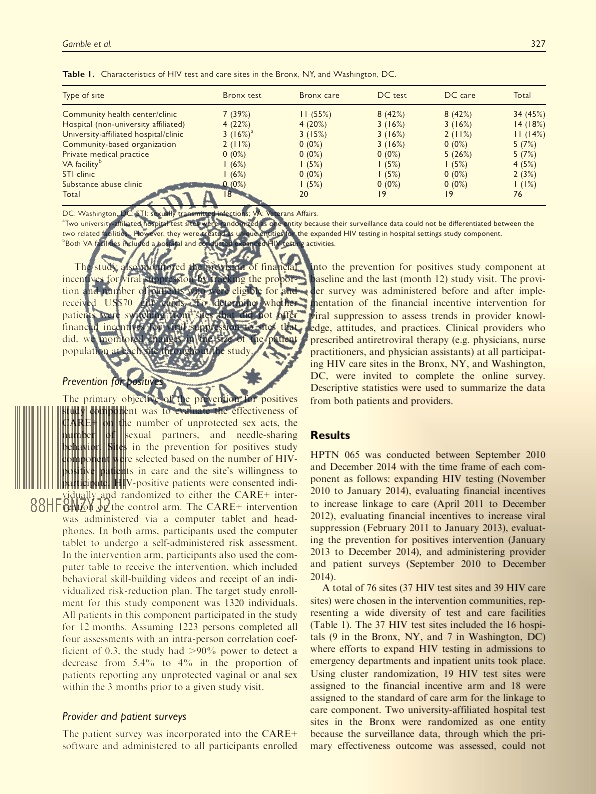 Gamble et al.
327
Table 1. Characteristics of HIV test and care sites in the Bronx, NY, and Washington, DC.
Type of site Bronx test Bronx care DC test DC care Total
Community health center/clinic 7 (39%) 11 (55%) 8 (42%) 8 (42%) 34 (45%)
Hospital (non-university affiliated) 4 (22%) 4 (20%) 3 (16%) 3 (16%) 14 (18%)
University-affiliated hospital/clinic 3 (16%)a 3 (15%) 3 (16%) 2 (11%) 11 (14%)
Community-based organization 2 (11%) 0 (0%) 3 (16%) 0 (0%) 5 (7%)
Private medical practice 0 (0%) 0 (0%) 0 (0%) 5 (26%) 5 (7%)
VA facilityb 1 (6%) 1 (5%) 1 (5%) 1 (5%) 4 (5%)
STI clinic 1 (6%) 0 (0%) 1 (5%) 0 (0%) 2 (3%)
Substance abuse clinic 0 (0%) 1 (5%) 0 (0%) 0 (0%) 1 (1%)
Total 18 20 19 19 76
DC: Washington, DC; STI: sexually transmitted infections; VA: Veterans Affairs.
aTwo university-affiliated hospital test sites were randomized as one entity because their surveillance data could not be differentiated between the
two related facilities. However, they were treated as unique entities for the expanded HIV testing in hospital settings study component.
bBoth VA facilities included a hospital and conducted expanded HIV testing activities.
The study also monitored the provision of financial
incentives for viral suppression by tracking the propor-
tion and number of patients who were eligible for and
received US$70 gift cards. To determine whether
patients were switching from sites that did not offer
financial incentives for viral suppression to sites that
did, we monitored changes in the size of the patient
population at each site throughout the study.
Prevention for positives
The primary objective of the prevention for positives
study component was to evaluate the effectiveness of
CARE+ on the number of unprotected sex acts, the
number of sexual partners, and needle-sharing
behavior. Sites in the prevention for positives study
component were selected based on the number of HIV-
positive patients in care and the site's willingness to
participate. HIV-positive patients were consented indi-
vidually and randomized to either the CARE+ inter-
vention or the control arm. The CARE+ intervention
was administered via a computer tablet and head-
phones. In both arms, participants used the computer
tablet to undergo a self-administered risk assessment.
In the intervention arm, participants also used the com-
puter tablet to receive the intervention, which included
behavioral skill-building videos and receipt of an indi-
vidualized risk-reduction plan. The target study enroll-
ment for this study component was 1320 individuals.
All patients in this component participated in the study
for 12 months. Assuming 1223 persons completed all
four assessments with an intra-person correlation coef-
ficient of 0.3, the study had >90% power to detect a
decrease from 5.4% to 4% in the proportion of
patients reporting any unprotected vaginal or anal sex
within the 3 months prior to a given study visit.
Provider and patient surveys
The patient survey was incorporated into the CARE+
software and administered to all participants enrolled
into the prevention for positives study component at
baseline and the last (month 12) study visit. The provi-
der survey was administered before and after imple-
mentation of the financial incentive intervention for
viral suppression to assess trends in provider knowl-
edge, attitudes, and practices. Clinical providers who
prescribed antiretroviral therapy (e.g. physicians, nurse
practitioners, and physician assistants) at all participat-
ing HIV care sites in the Bronx, NY, and Washington,
DC, were invited to complete the online survey.
Descriptive statistics were used to summarize the data
from both patients and providers.
Results
HPTN 065 was conducted between September 2010
and December 2014 with the time frame of each com-
ponent as follows: expanding HIV testing (November
2010 to January 2014), evaluating financial incentives
to increase linkage to care (April 2011 to December
2012), evaluating financial incentives to increase viral
suppression (February 2011 to January 2013), evaluat-
ing the prevention for positives intervention (January
2013 to December 2014), and administering provider
and patient surveys (September 2010 to December
2014).
A total of 76 sites (37 HIV test sites and 39 HIV care
sites) were chosen in the intervention communities, rep-
resenting a wide diversity of test and care facilities
(Table 1). The 37 HIV test sites included the 16 hospi-
tals (9 in the Bronx, NY, and 7 in Washington, DC)
where efforts to expand HIV testing in admissions to
emergency departments and inpatient units took place.
Using cluster randomization, 19 HIV test sites were
assigned to the financial incentive arm and 18 were
assigned to the standard of care arm for the linkage to
care component. Two university-affiliated hospital test
sites in the Bronx were randomized as one entity
because the surveillance data, through which the pri-
mary effectiveness outcome was assessed, could not